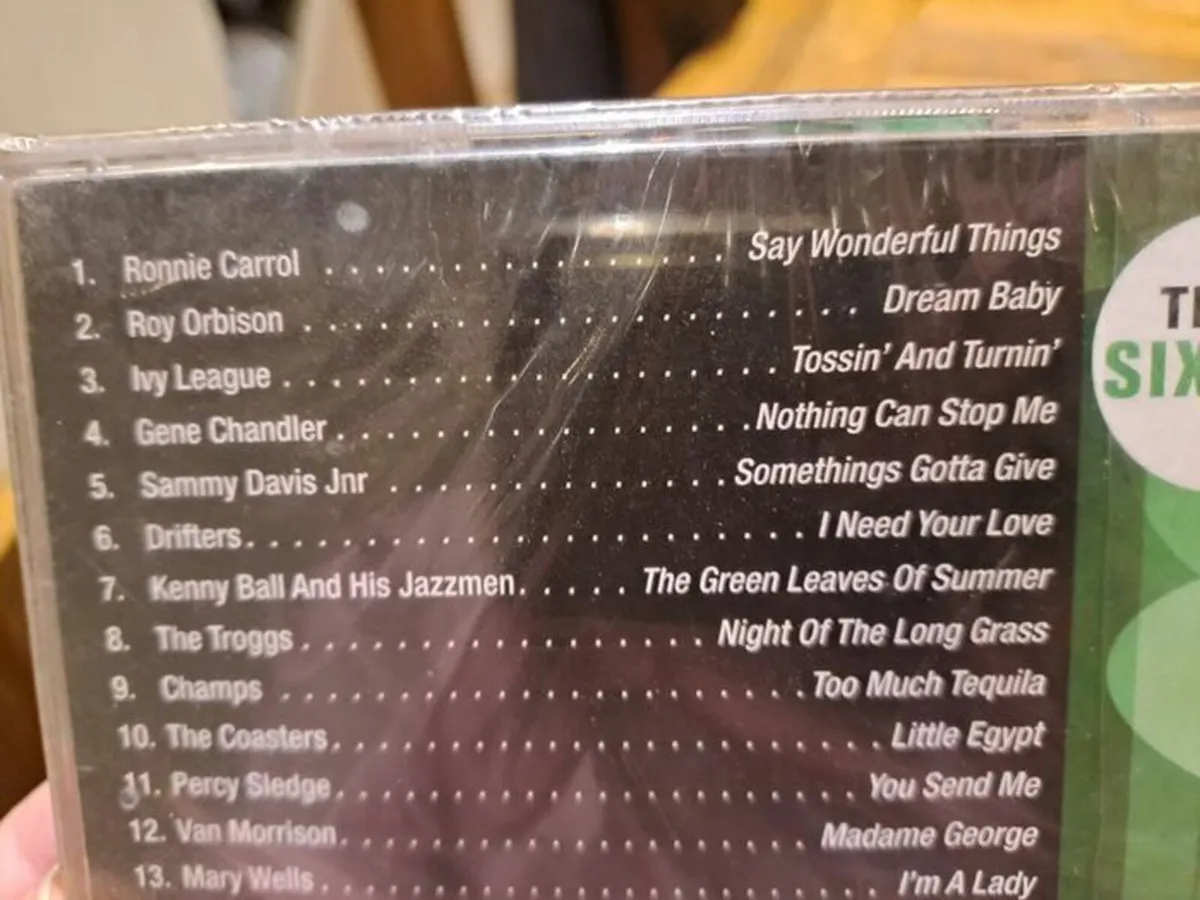 1. Ronnie Carrol . . . . . . . . . . . . . . . . Say Wonderful Things
2. Roy Orbison . . . . . . . . . . . . . . . . . . . . . . Dream Baby
3. Ivy League . . . . . . . . . . . . . . . . . . . . Tossin' And Turnin'
4. Gene Chandler . . . . . . . . . . . . . . . . . Nothing Can Stop Me
5. Sammy Davis Jnr . . . . . . . . . . . . . . Somethings Gotta Give
6. Drifters . . . . . . . . . . . . . . . . . . . . . . . . I Need Your Love
7. Kenny Ball And His Jazzmen . . . . . The Green Leaves Of Summer
8. The Troggs . . . . . . . . . . . . . . . . . Night Of The Long Grass
9. Champs . . . . . . . . . . . . . . . . . . . . . . Too Much Tequila
10. The Coasters . . . . . . . . . . . . . . . . . . . . . . . Little Egypt
11. Percy Sledge . . . . . . . . . . . . . . . . . . . . . . You Send Me
12. Van Morrison . . . . . . . . . . . . . . . . . . . . Madame George
13. Mary Wells . . . . . . . . . . . . . . . . . . . . . . . . I'm A Lady